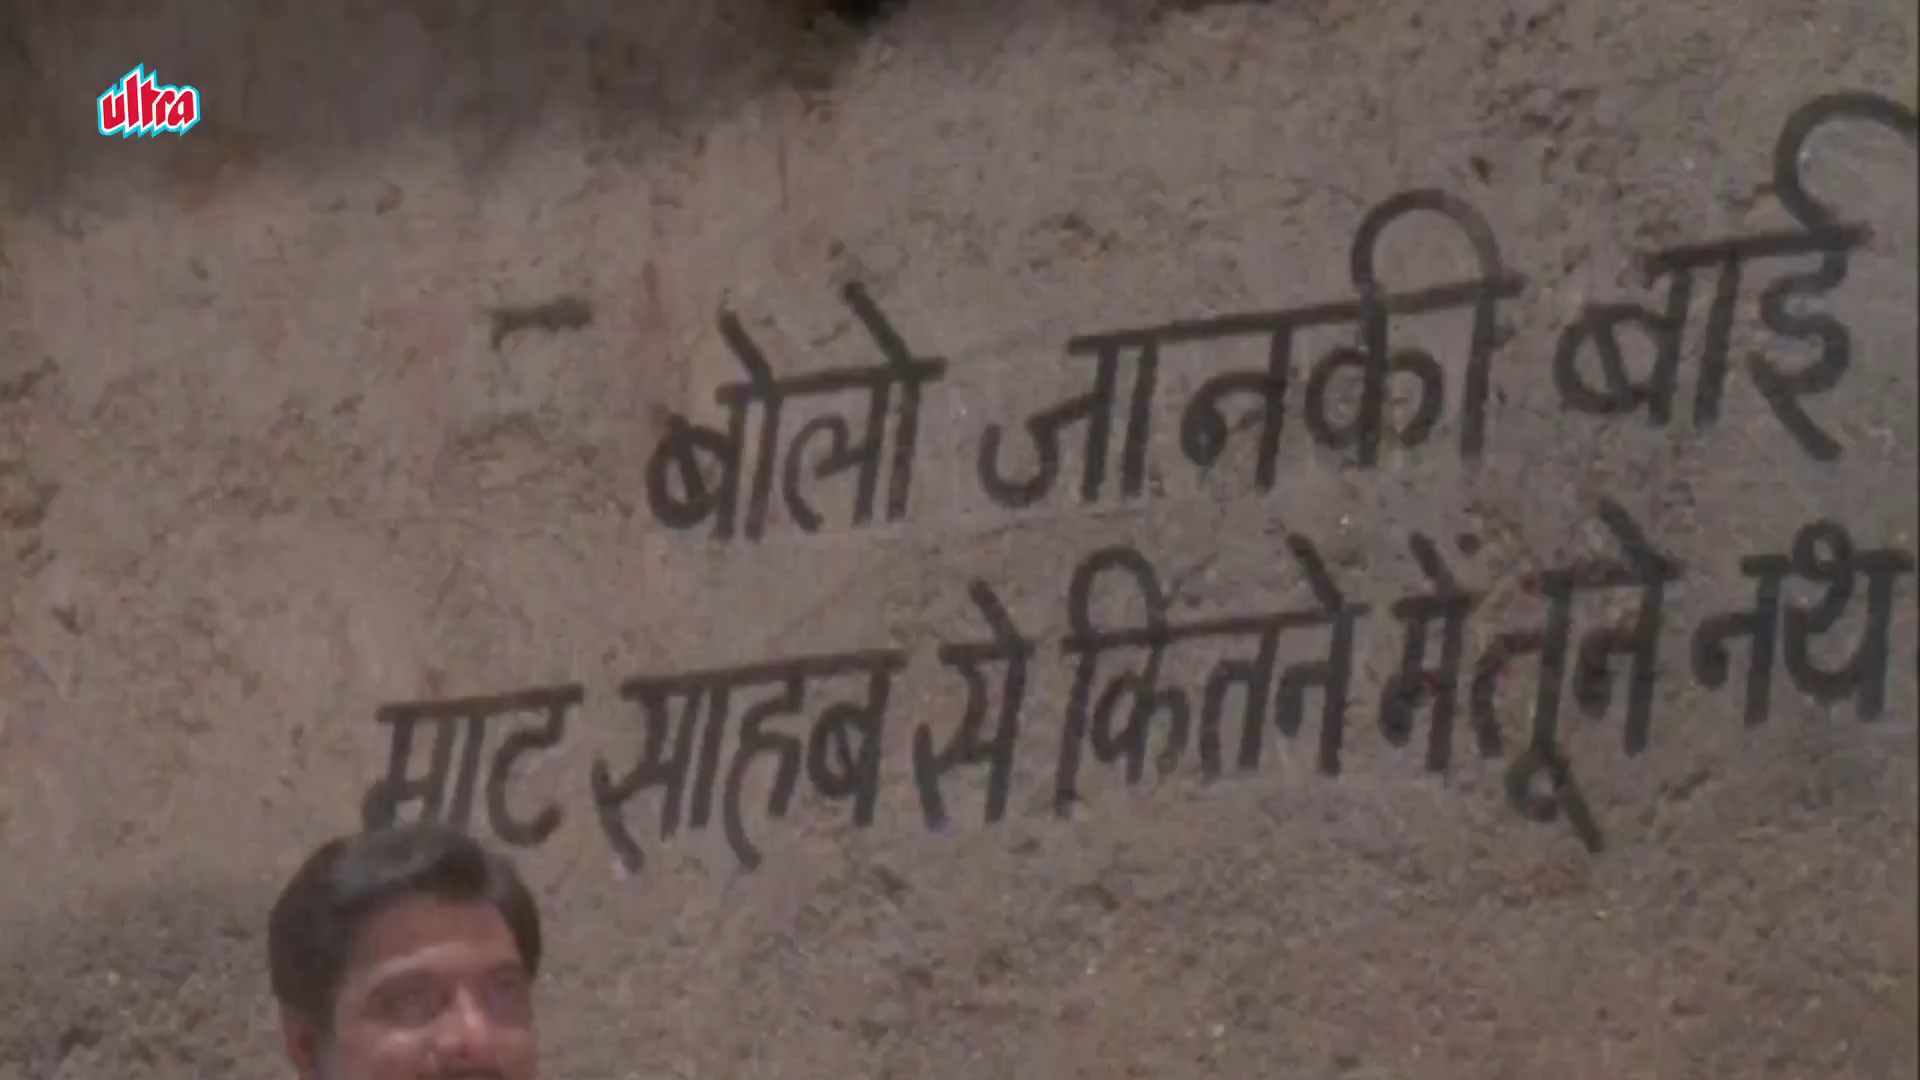 ultra
बोलो जानकी बाई
माट साहब से कितने में तूने नथ